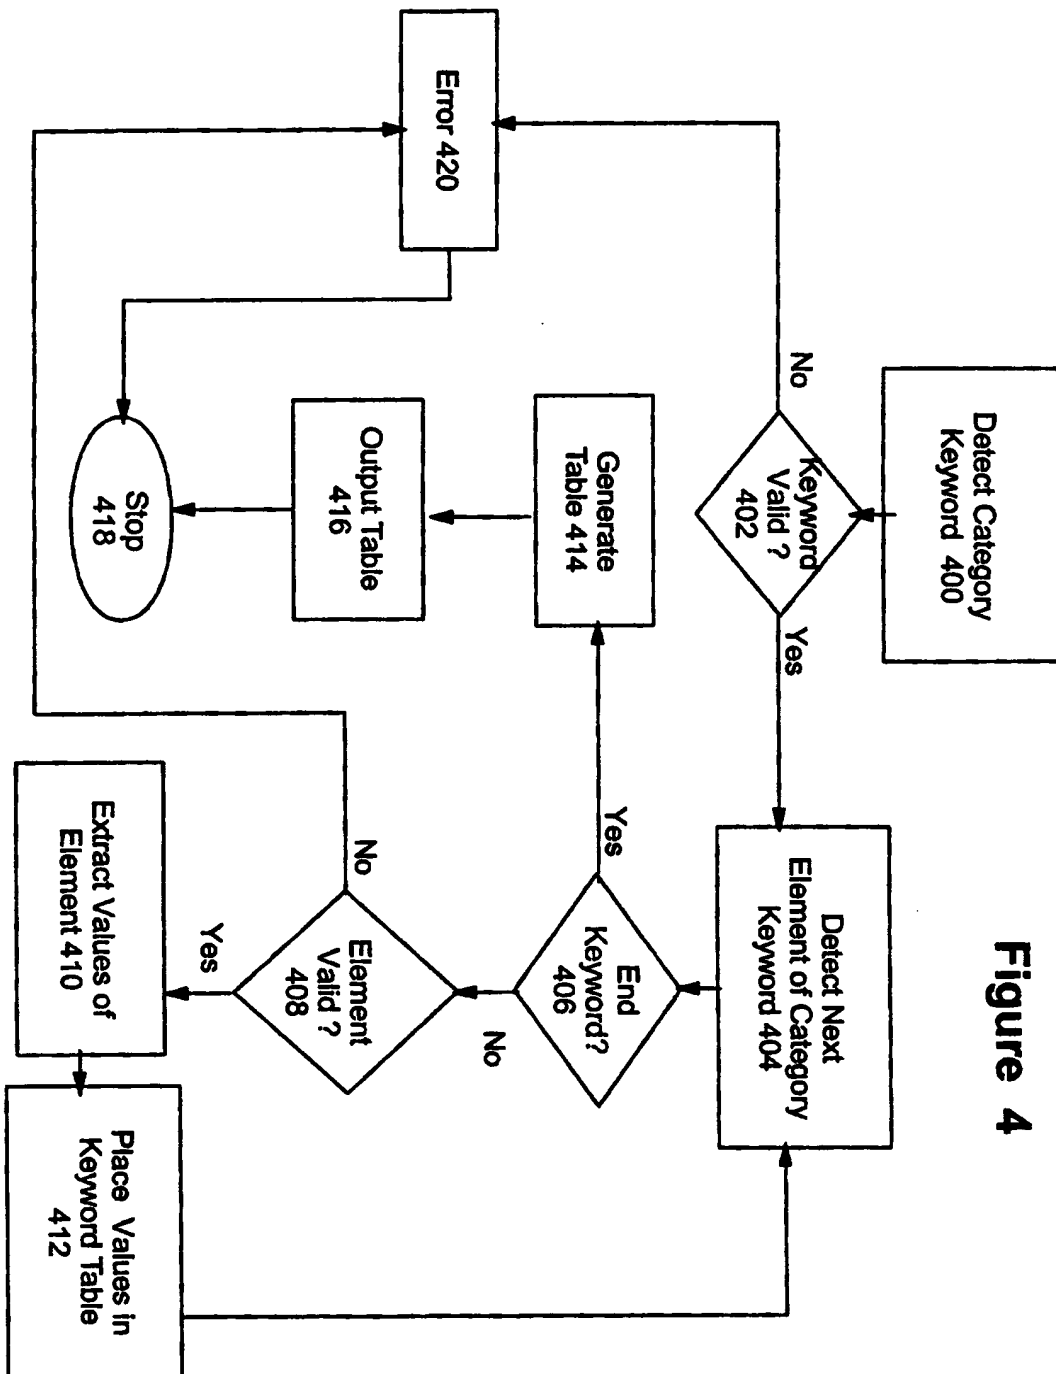 Figure 4
Detect Category
Keyword 400
Keyword
Valid ?
402
No
Yes
Detect Next
Element of Category
Keyword 404
End
Keyword?
406
Yes
No
Generate
Table 414
Output Table
416
Stop
418
Error 420
Element
Valid ?
408
No
Yes
Extract Values of
Element 410
Place Values in
Keyword Table
412